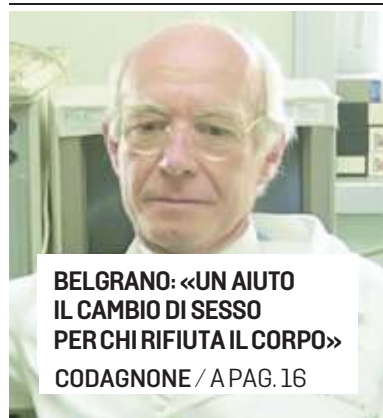 BELGRANO: «UN AIUTO
IL CAMBIO DI SESSO
PER CHI RIFIUTA IL CORPO»
CODAGNONE / A PAG. 16